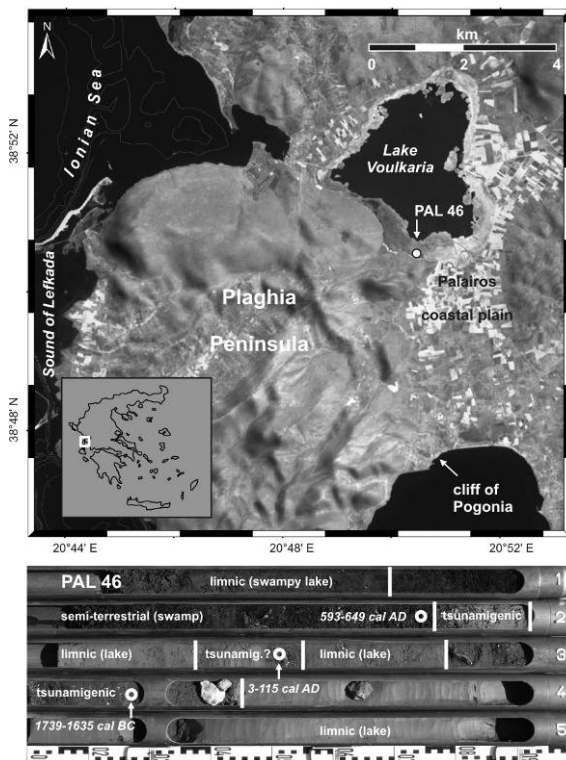 N
km
0 2 4
Ionian Sea
38°52' N
Lake
Voulkaria
PAL 46
Sound of Lefkada
Plaghia
Peninsula
Palairos
coastal plain
38°48' N
cliff of
Pogonia
20°44' E 20°48' E 20°52' E
PAL 46 limnic (swampy lake) 1
semi-terrestrial (swamp) 593-649 cal AD tsunamigenic 2
limnic (lake) tsunamig.? limnic (lake) 3
tsunamigenic 3-115 cal AD 4
1739-1635 cal BC limnic (lake) 5